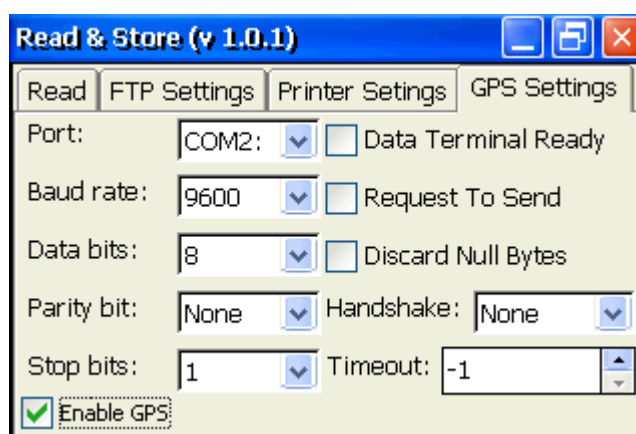 Read & Store (v 1.0.1)
Read FTP Settings Printer Setings GPS Settings
Port: COM2: Data Terminal Ready
Baud rate: 9600 Request To Send
Data bits: 8 Discard Null Bytes
Parity bit: None Handshake: None
Stop bits: 1 Timeout: -1
Enable GPS